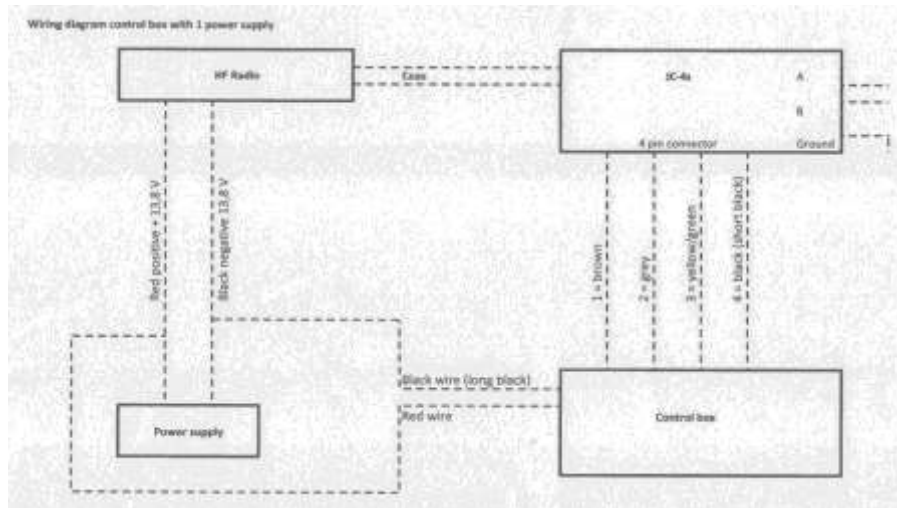 Wiring diagram control box with 1 power supply
HF Radio
Coax
JC-4s
A
B
4 pin connector
Ground
Red positive + 13,8 V
Black negative 13,8 V
1 = brown
2 = grey
3 = yellow/green
4 = black (short black)
Black wire (long black)
Red wire
Power supply
Control box